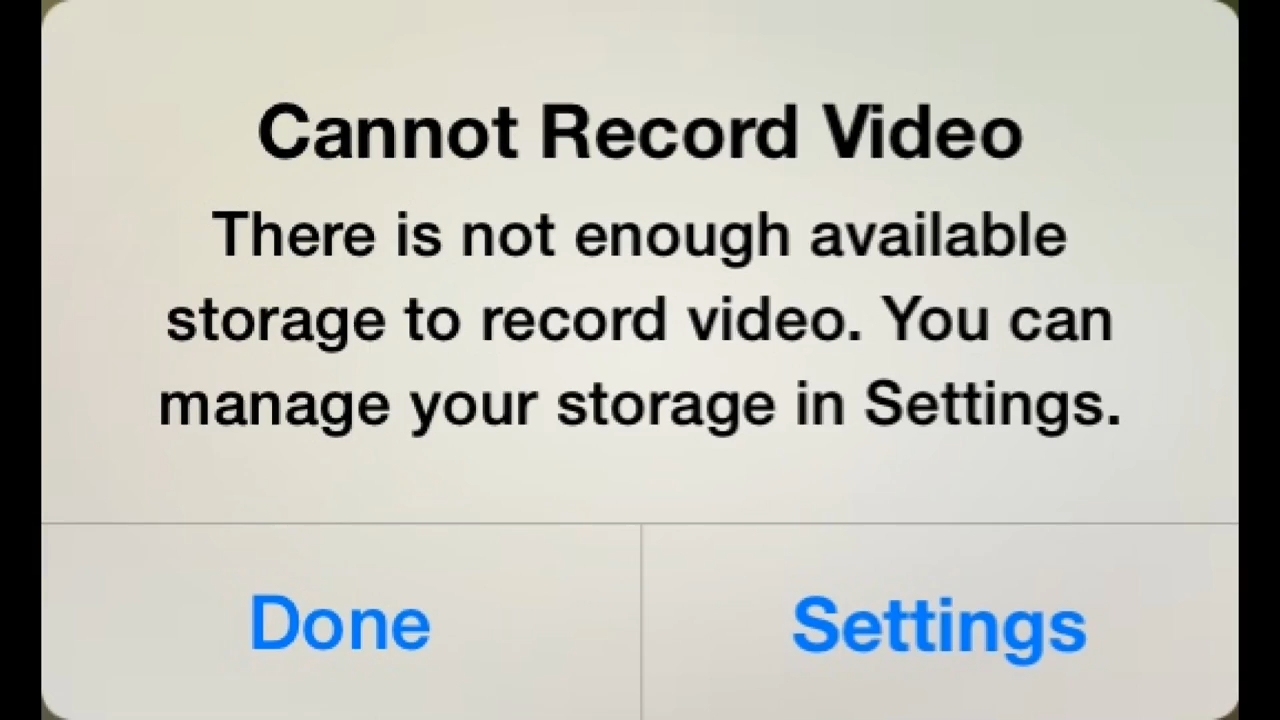 Cannot Record Video
There is not enough available
storage to record video. You can
manage your storage in Settings.
Done
Settings